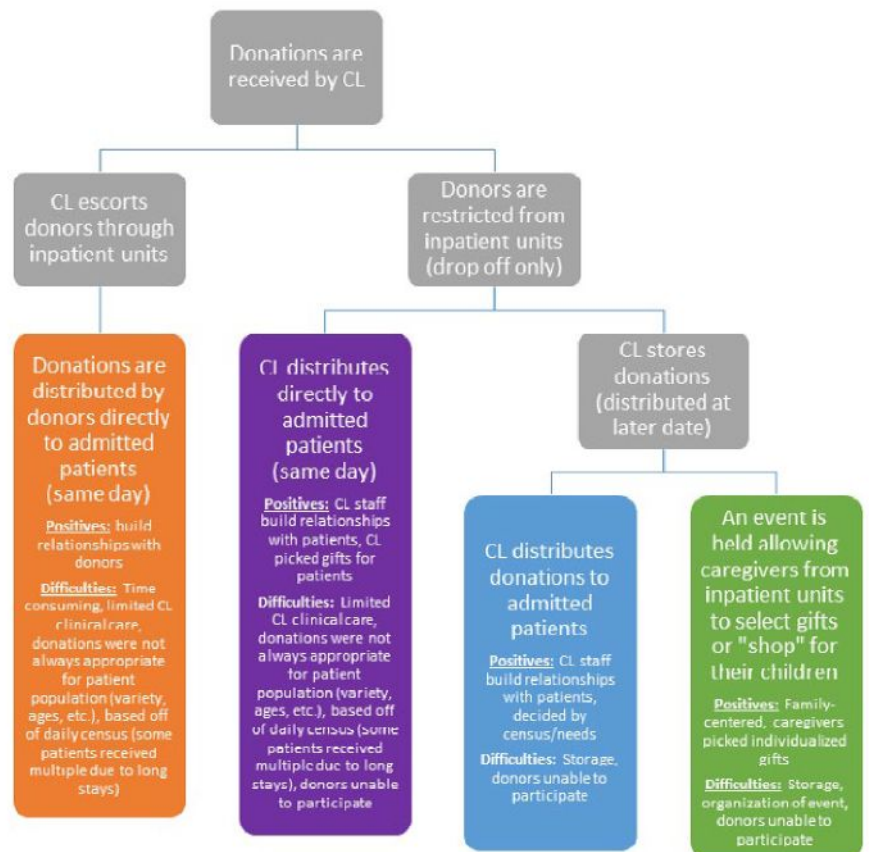 Donations are
received by CL
CL escorts
donors through
inpatient units
Donors are
restricted from
inpatient units
(drop off only)
Donations are
distributed by
donors directly
to admitted
patients
(same day)
Positives: build
relationships with
donors
Difficulties: Time
consuming, limited CL
clinical care,
donations were not
always appropriate
for patient
population (variety,
ages, etc.), based off
of daily census (some
patients received
multiple due to long
stays)
CL distributes
directly to
admitted
patients
(same day)
Positives: CL staff
build relationships
with patients, CL
picked gifts for
patients
Difficulties: Limited
CL clinical care,
donations were not
always appropriate
for patient
population (variety,
ages, etc.), based off
of daily census (some
patients received
multiple due to long
stays), donors unable
to participate
CL stores
donations
(distributed at
later date)
CL distributes
donations to
admitted
patients
Positives: CL staff
build relationships
with patients,
decided by
census/needs
Difficulties: Storage,
donors unable to
participate
An event is
held allowing
caregivers from
inpatient units
to select gifts
or "shop" for
their children
Positives: Family-
centered, caregivers
picked individualized
gifts
Difficulties: Storage,
organization of event,
donors unable to
participate